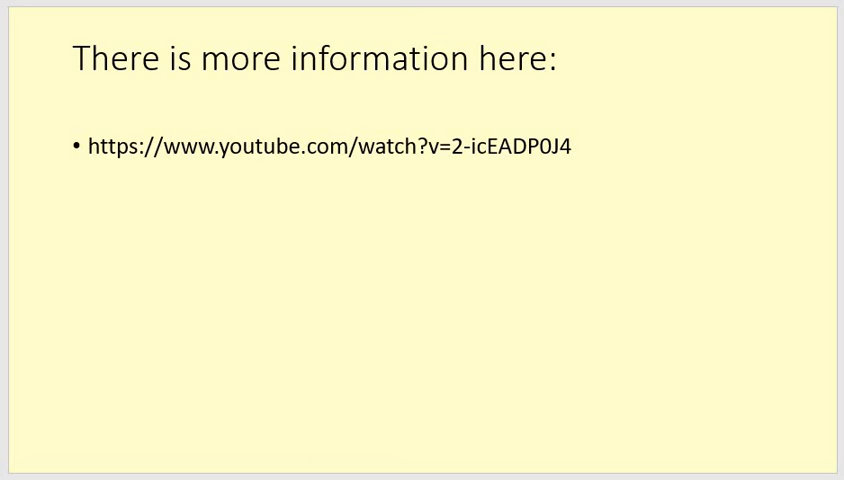 There is more information here:
• https://www.youtube.com/watch?v=2-icEADP0J4